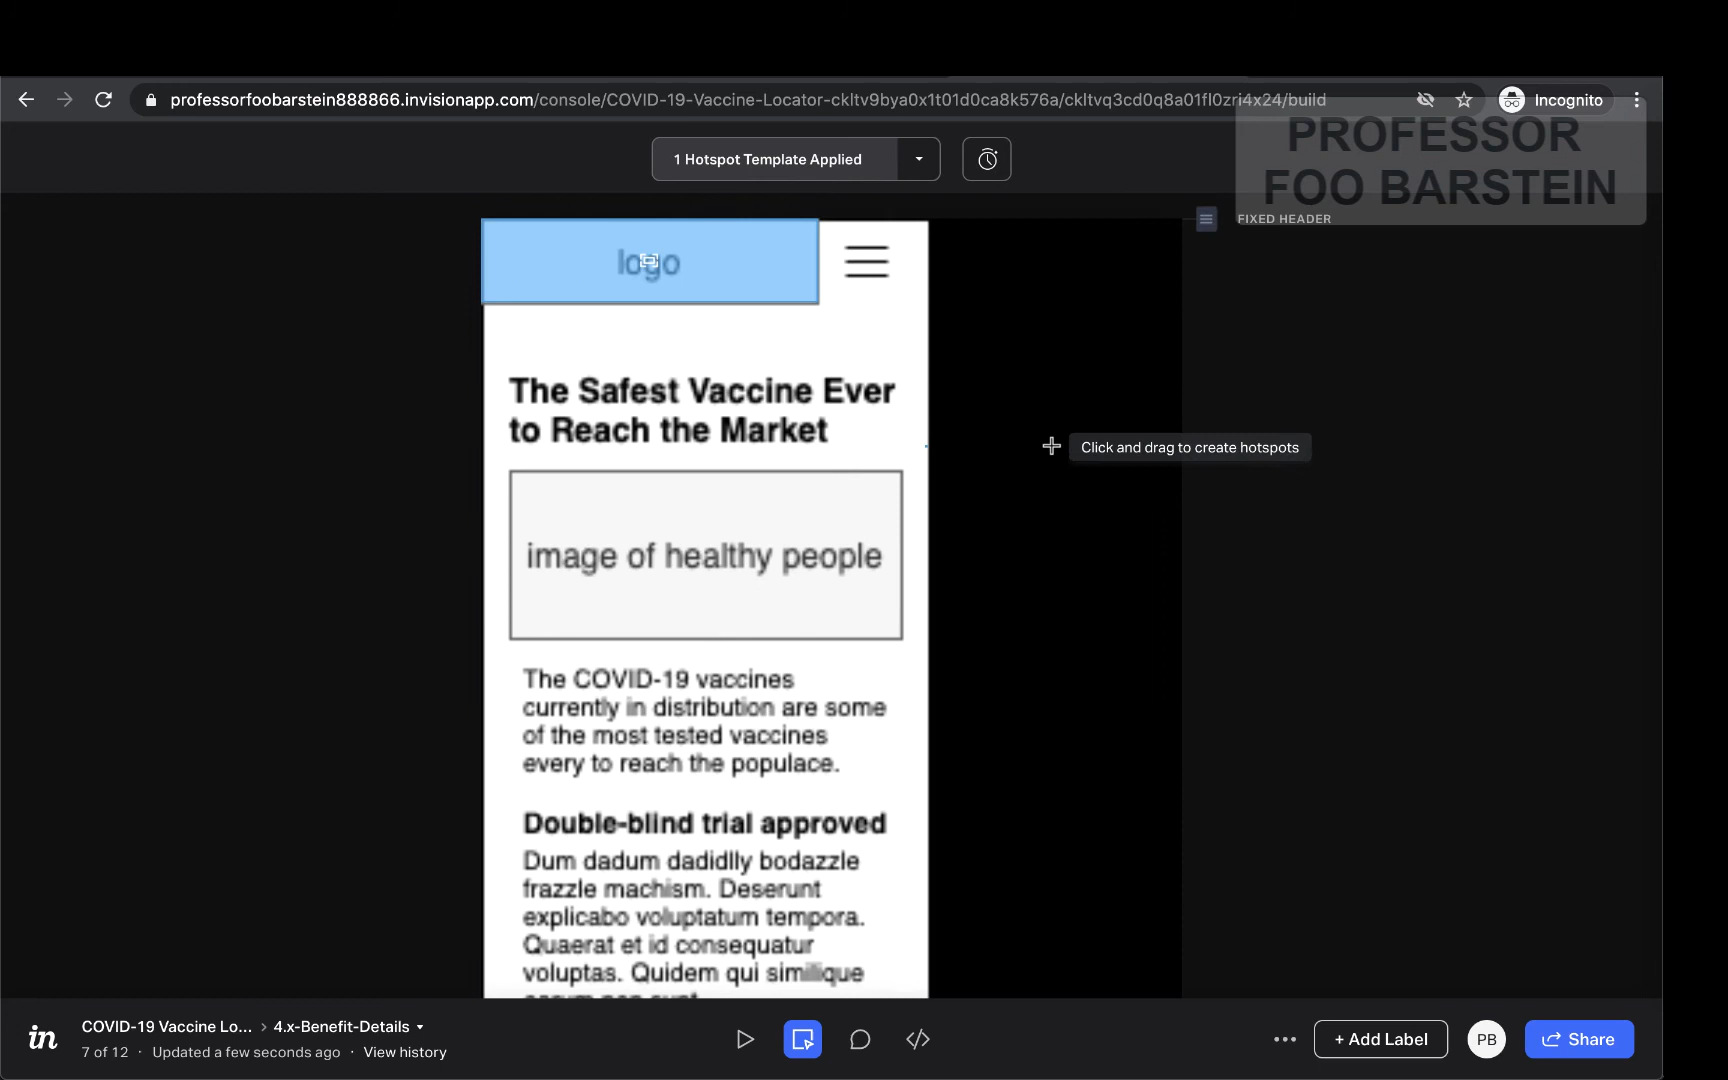 professorfoobarstein888866.invisionapp.com/console/COVID-19-Vaccine-Locator-ckltv9bya0x1t01d0ca8k576a/ckltvq3cd0q8a01fl0zri4x24/build
Incognito
PROFESSOR
FOO BARSTEIN
1 Hotspot Template Applied
FIXED HEADER
logo
The Safest Vaccine Ever
to Reach the Market
Click and drag to create hotspots
image of healthy people
The COVID-19 vaccines
currently in distribution are some
of the most tested vaccines
every to reach the populace.
Double-blind trial approved
Dum dadum dadidlly bodazzle
frazzle machism. Deserunt
explicabo voluptatum tempora.
Quaerat et id consequatur
voluptas. Quidem qui similique
in
COVID-19 Vaccine Lo... > 4.x-Benefit-Details
7 of 12 · Updated a few seconds ago · View history
+ Add Label
PB
Share